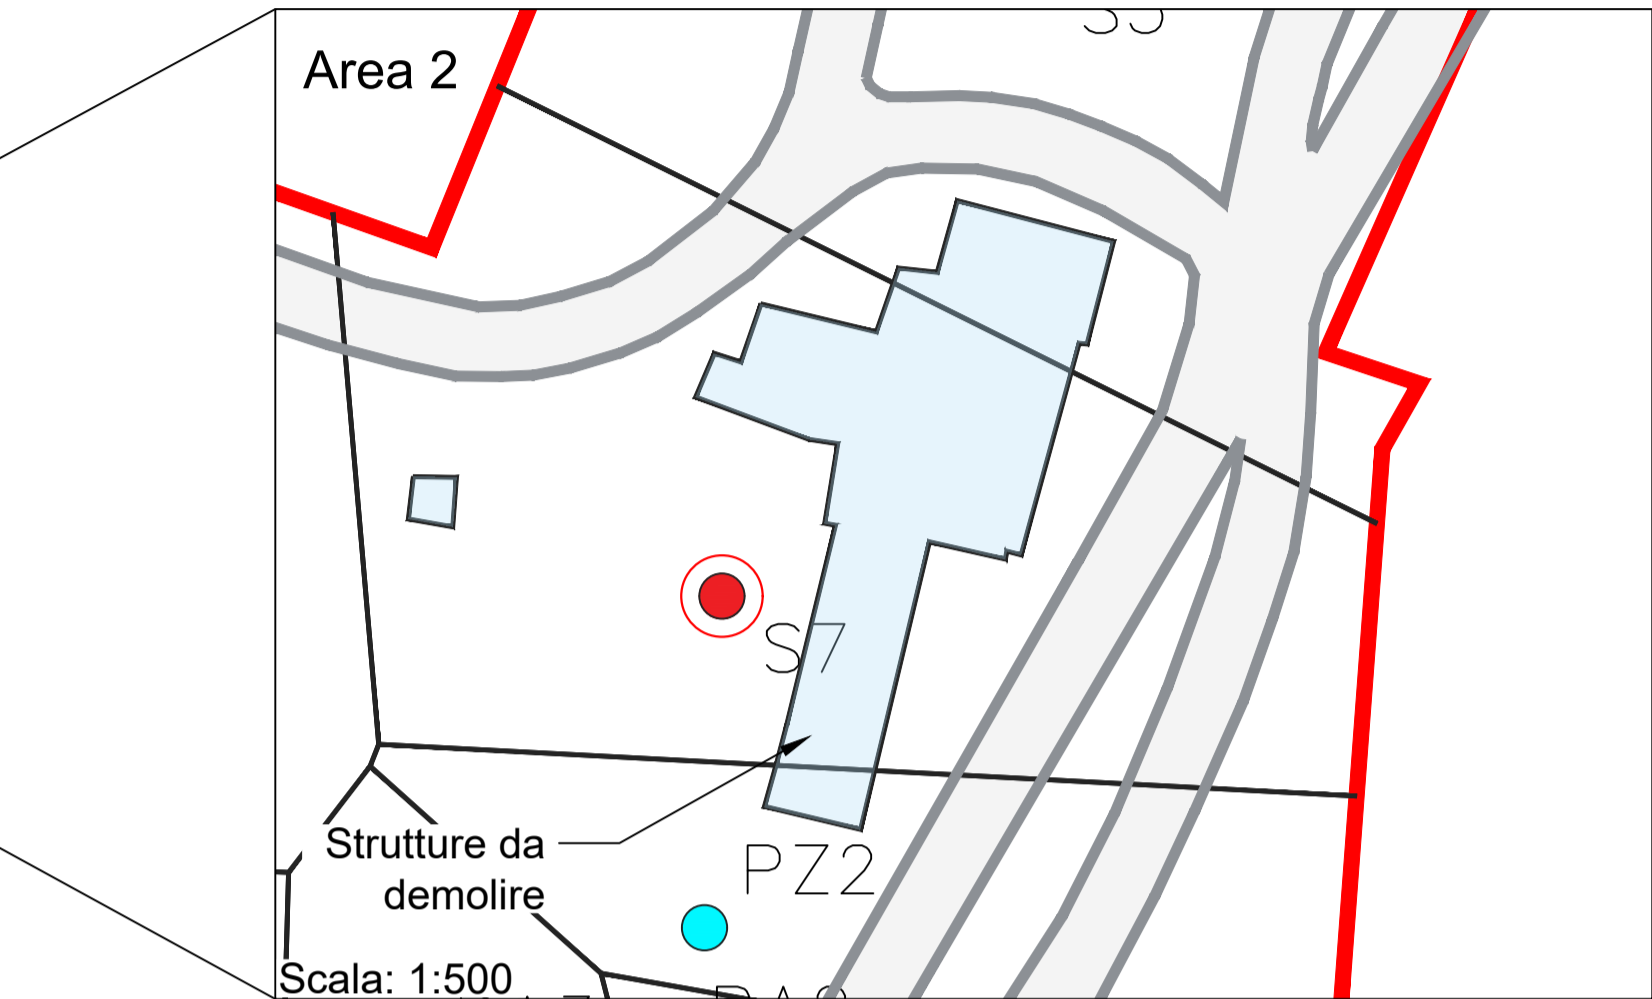 Area 2
S7
Strutture da
demolire
PZ2
Scala: 1:500